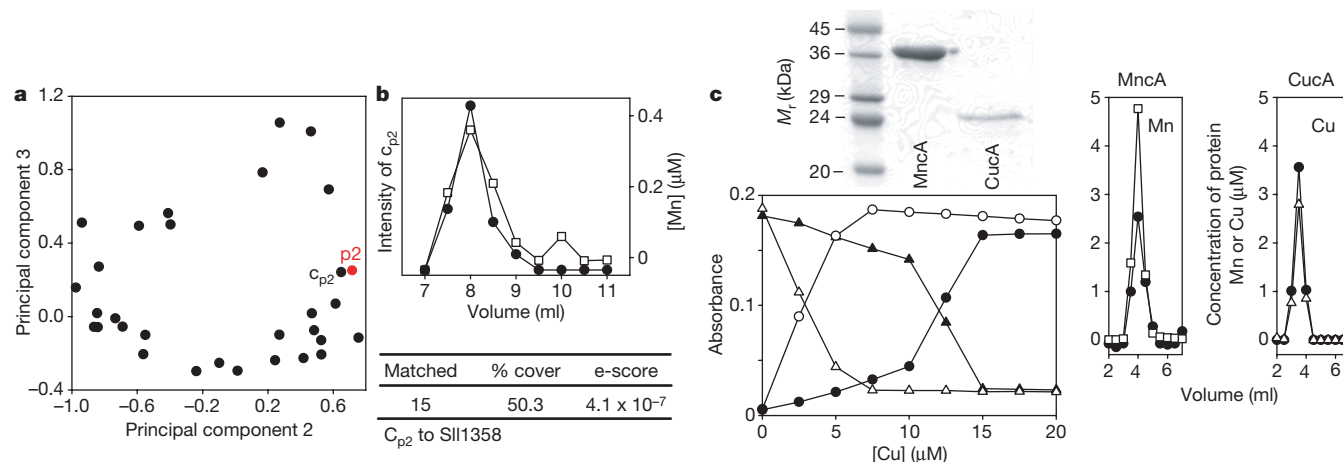 a
Principal component 3
1.2
0.8
0.4
0.0
–0.4
p2
c_p2
–1.0 –0.6 –0.2 0.2 0.6
Principal component 2
b
Intensity of c_p2
0.4
0.2
0
[Mn] (μM)
7 8 9 10 11
Volume (ml)
Matched % cover e-score
15 50.3 4.1 x 10⁻⁷
C_p2 to Sll1358
c
M_r (kDa)
45
36
29
24
20
MncA
CucA
Absorbance
0.2
0.1
0
0 5 10 15 20
[Cu] (μM)
MncA
Mn
5
4
3
2
1
0
2 4 6
CucA
Cu
Concentration of protein
Mn or Cu (μM)
5
4
3
2
1
0
2 4 6
Volume (ml)